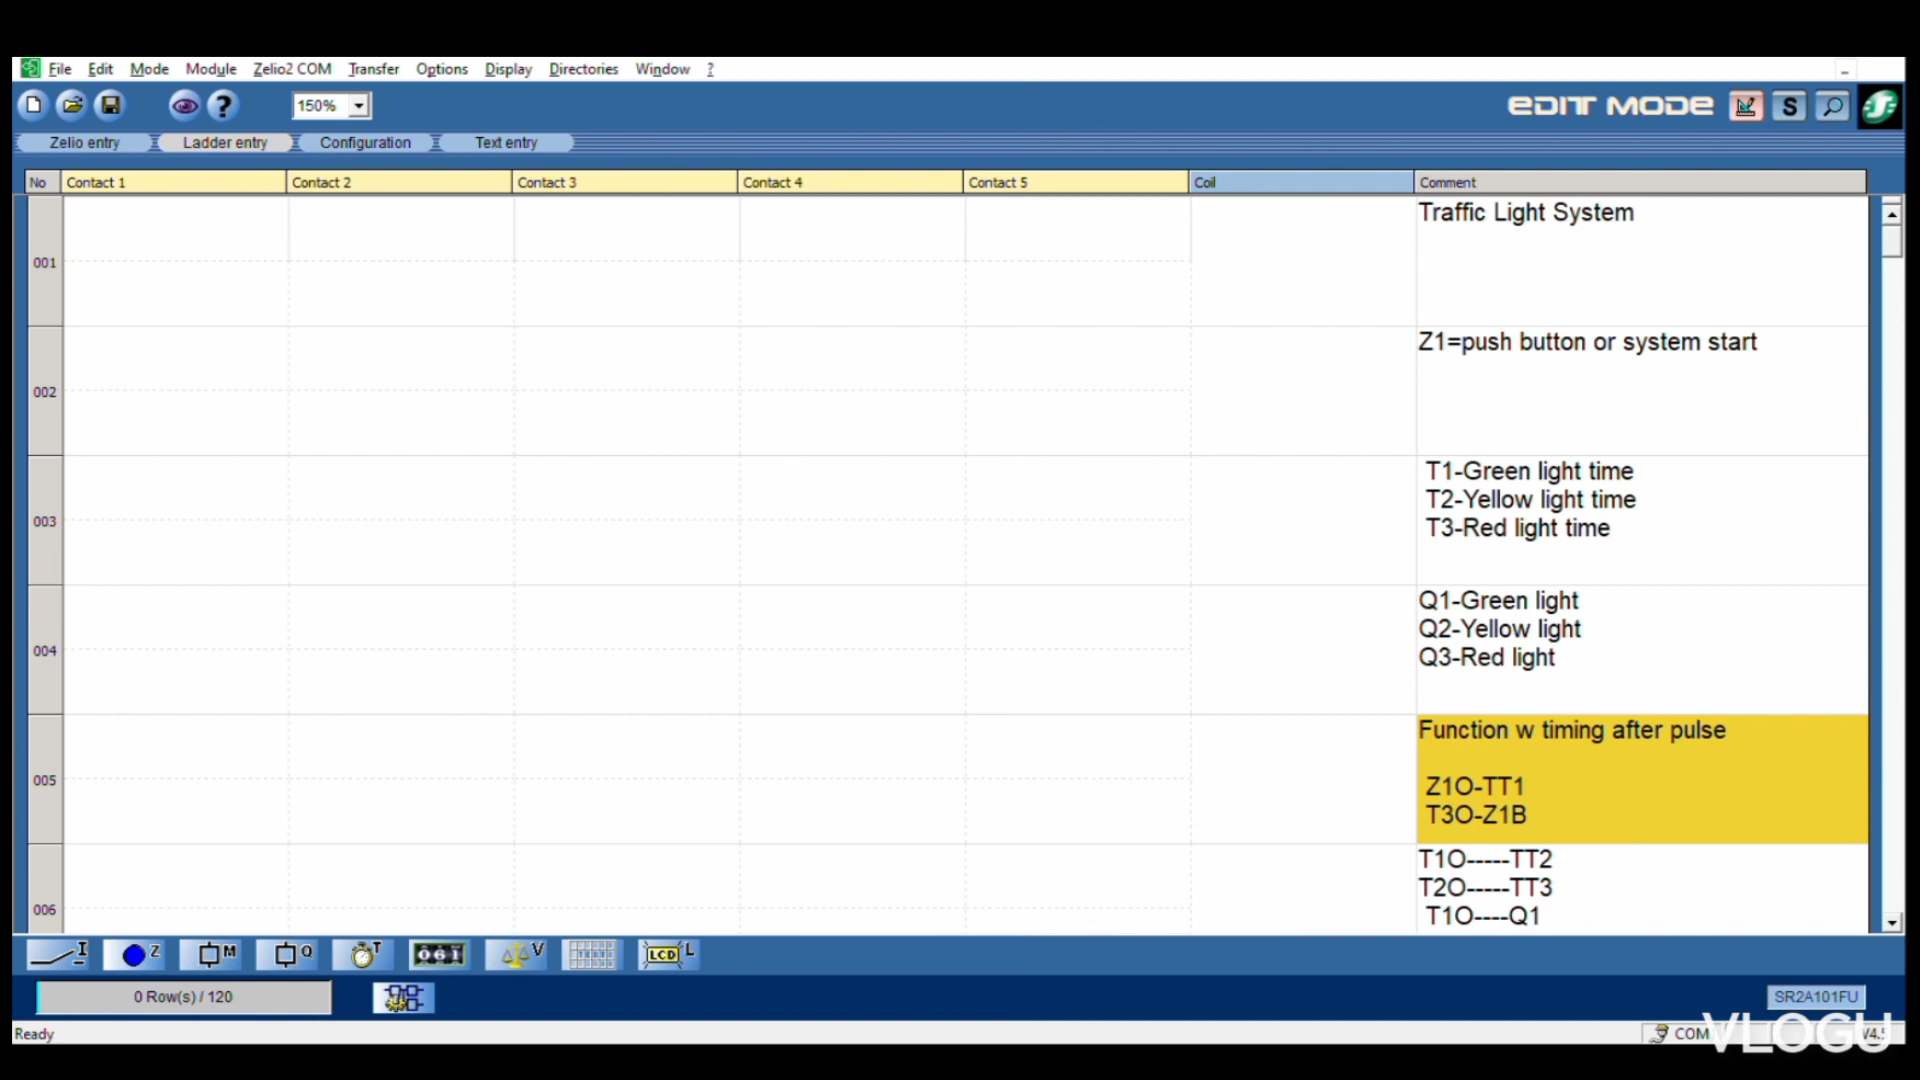 File Edit Mode Module Zelio2 COM Transfer Options Display Directories Window ?
150%
EDIT MODE
S
Zelio entry Ladder entry Configuration Text entry
No Contact 1 Contact 2 Contact 3 Contact 4 Contact 5 Coil Comment
Traffic Light System
001
Z1=push button or system start
002
T1-Green light time
T2-Yellow light time
T3-Red light time
003
Q1-Green light
Q2-Yellow light
Q3-Red light
004
Function w timing after pulse
Z1O-TT1
T3O-Z1B
005
T1O-----TT2
T2O-----TT3
T1O----Q1
006
I Z M Q T 061 V TEXT LCD L
0 Row(s) / 120
SR2A101FU
Ready
COM
VLOGU